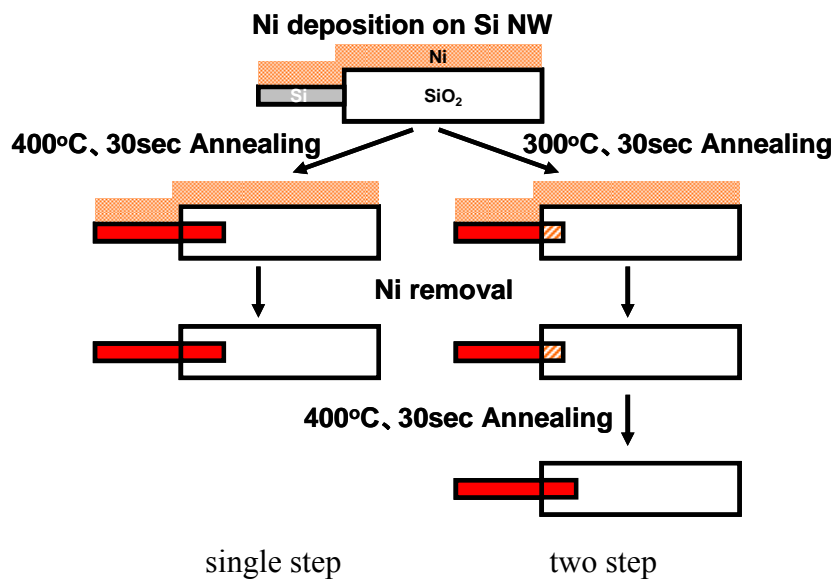 Ni deposition on Si NW
Ni
Si
SiO2
400oC、30sec Annealing
300oC、30sec Annealing
Ni removal
400oC、30sec Annealing
single step
two step